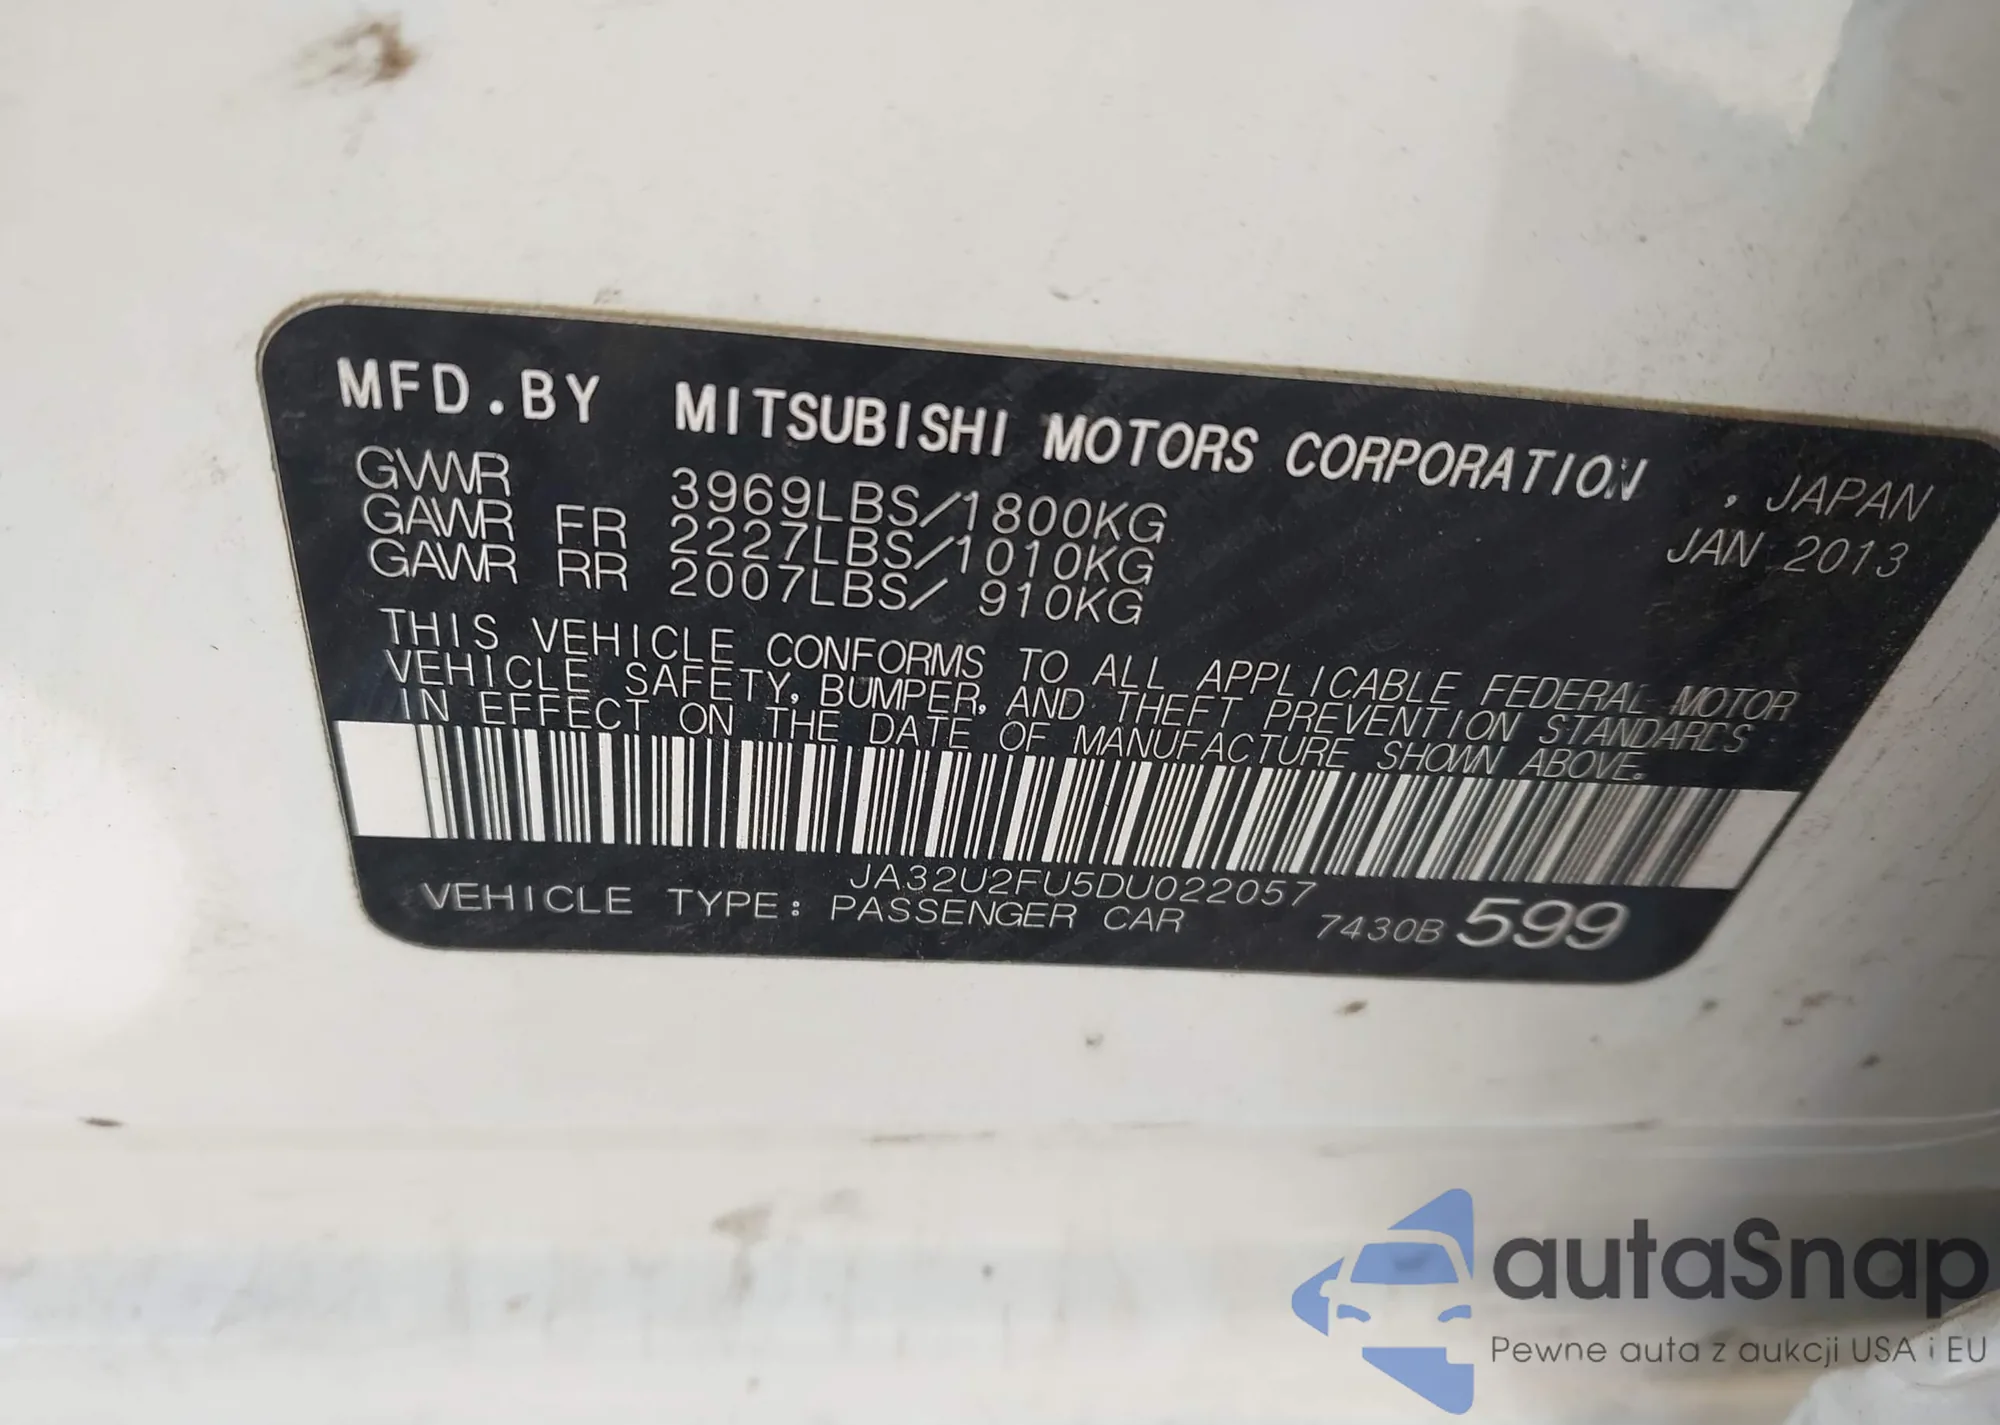 MFD.BY MITSUBISHI MOTORS CORPORATION , JAPAN
GVWR 3969LBS/1800KG JAN 2013
GAWR FR 2227LBS/1010KG
GAWR RR 2007LBS/ 910KG
THIS VEHICLE CONFORMS TO ALL APPLICABLE FEDERAL MOTOR
VEHICLE SAFETY, BUMPER, AND THEFT PREVENTION STANDARDS
IN EFFECT ON THE DATE OF MANUFACTURE SHOWN ABOVE.
JA32U2FU5DU022057
VEHICLE TYPE: PASSENGER CAR 7430B 599
autaSnap
Pewne auta z aukcji USA i EU